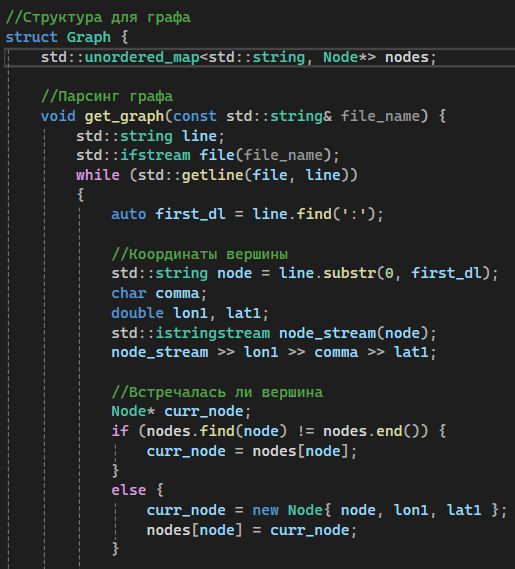 //Структура для графа
struct Graph {
    std::unordered_map<std::string, Node*> nodes;

    //Парсинг графа
    void get_graph(const std::string& file_name) {
        std::string line;
        std::ifstream file(file_name);
        while (std::getline(file, line))
        {
            auto first_dl = line.find(':');

            //Координаты вершины
            std::string node = line.substr(0, first_dl);
            char comma;
            double lon1, lat1;
            std::istringstream node_stream(node);
            node_stream >> lon1 >> comma >> lat1;

            //Встречалась ли вершина
            Node* curr_node;
            if (nodes.find(node) != nodes.end()) {
                curr_node = nodes[node];
            }
            else {
                curr_node = new Node{ node, lon1, lat1 };
                nodes[node] = curr_node;
            }